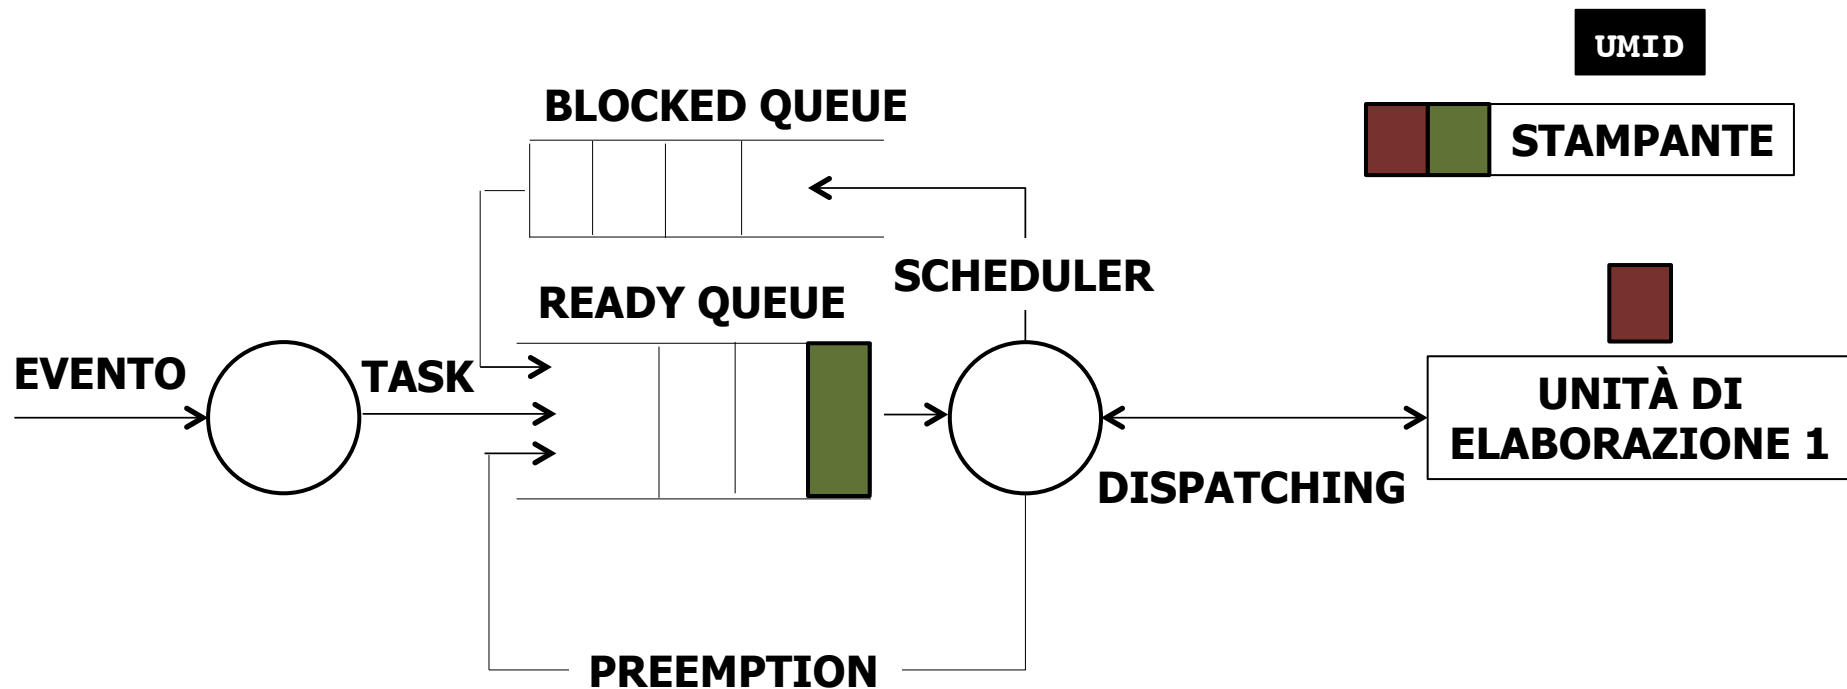 UMID
BLOCKED QUEUE
STAMPANTE
SCHEDULER
READY QUEUE
EVENTO
TASK
UNITÀ DI
ELABORAZIONE 1
DISPATCHING
PREEMPTION